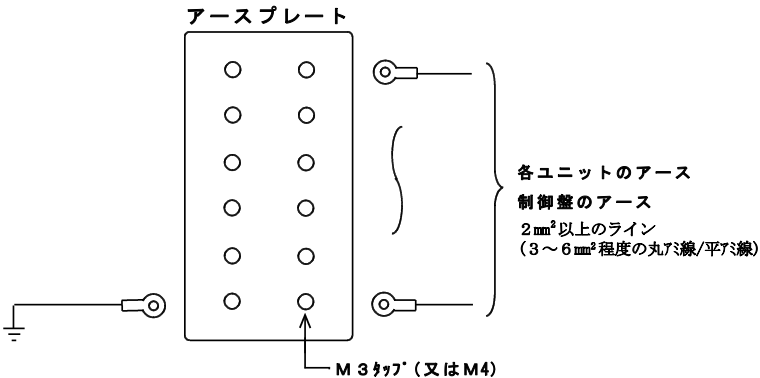 アースプレート
各ユニットのアース
制御盤のアース
２mm²以上のライン
(３～６mm²程度の丸ｱﾐ線/平ｱﾐ線)
Ｍ３ﾀｯﾌﾟ(又はM4)